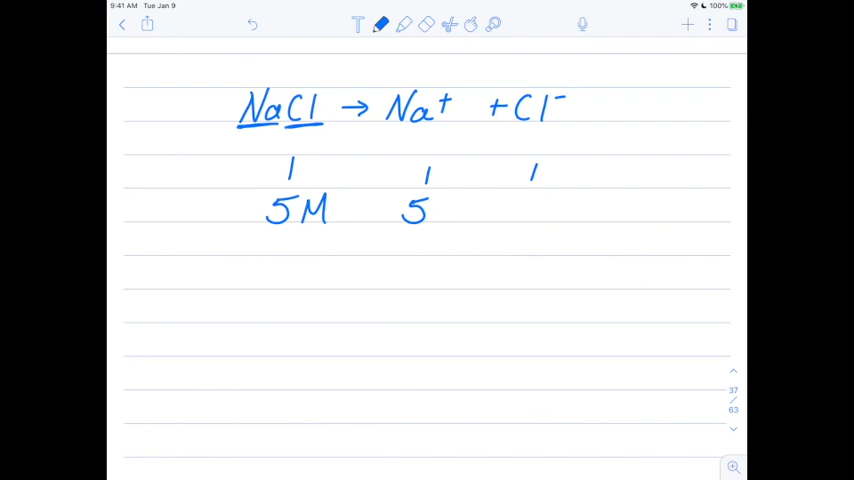 9:41 AM Tue Jan 9
100%
T
NaCl → Na⁺ + Cl⁻
1 1 1
5M 5
37
/
63